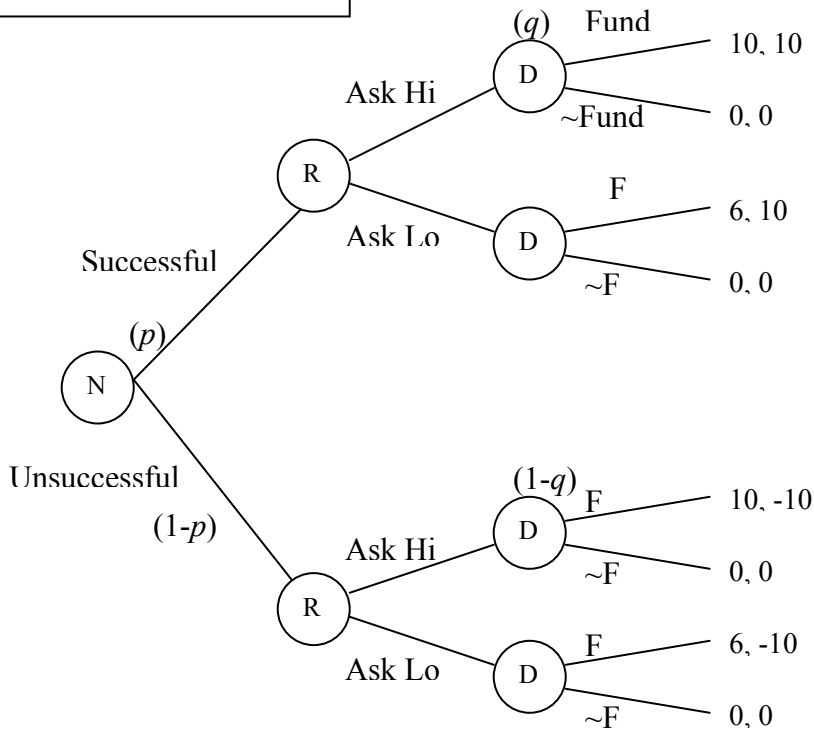 (q) Fund
10, 10
D
Ask Hi
~Fund
0, 0
R
F
6, 10
Ask Lo
D
~F
0, 0
Successful
(p)
N
Unsuccessful
(1-p)
(1-q)
F
10, -10
D
Ask Hi
~F
0, 0
R
F
6, -10
Ask Lo
D
~F
0, 0